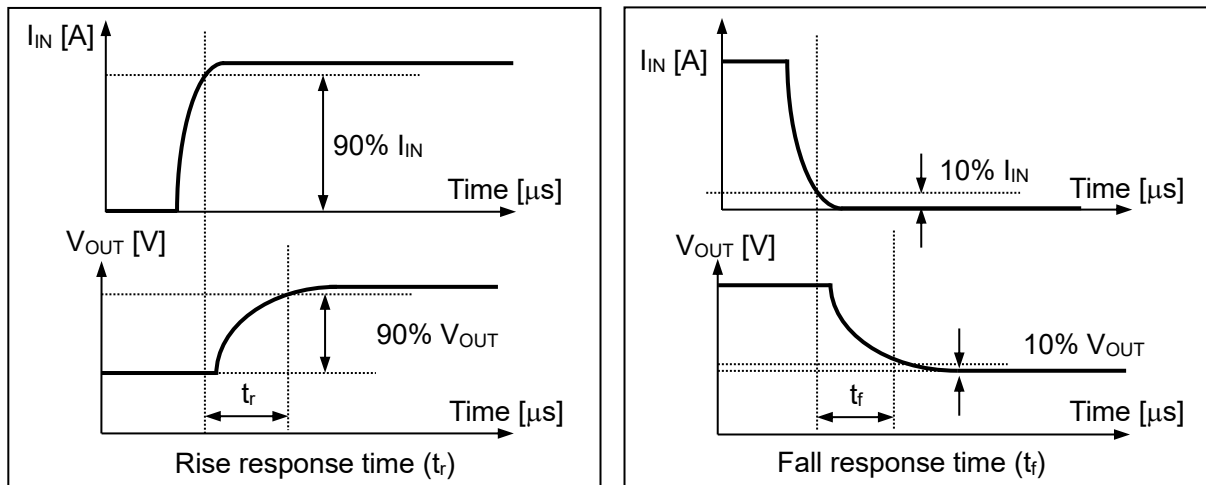 I_IN [A]
90% I_IN
Time [μs]
V_OUT [V]
90% V_OUT
t_r
Time [μs]
Rise response time (t_r)
I_IN [A]
10% I_IN
Time [μs]
V_OUT [V]
10% V_OUT
t_f
Time [μs]
Fall response time (t_f)